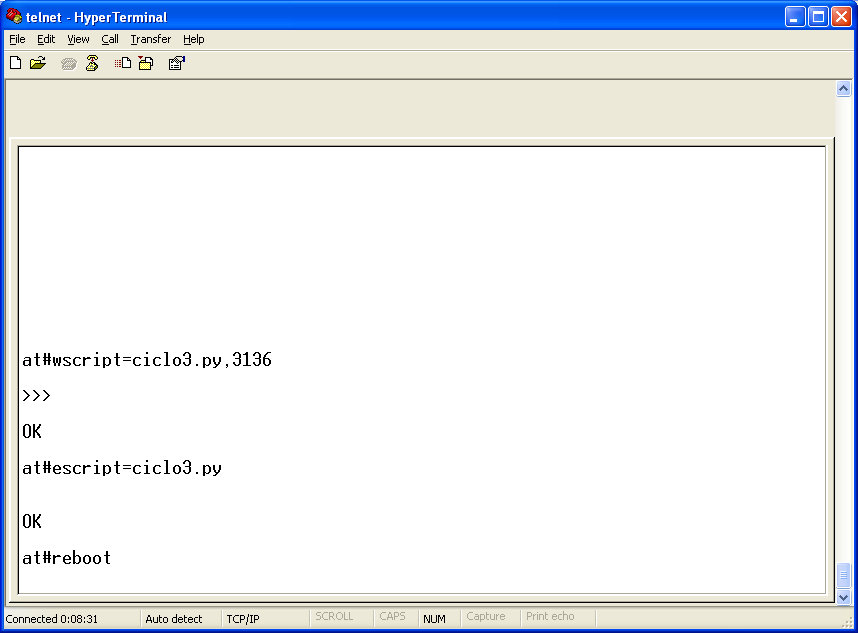 telnet - HyperTerminal
File Edit View Call Transfer Help
at#wscript=ciclo3.py,3136
>>>
OK
at#escript=ciclo3.py
OK
at#reboot
Connected 0:08:31 Auto detect TCP/IP SCROLL CAPS NUM Capture Print echo